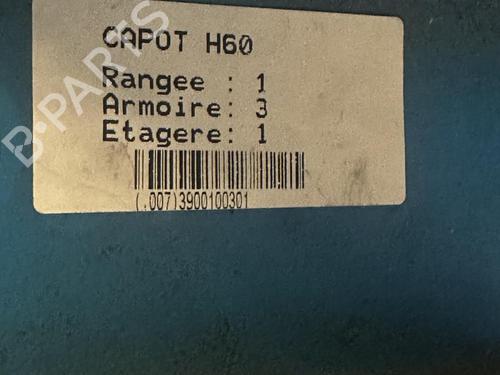 CAPOT H60
Rangee : 1
Armoire: 3
Etagere: 1
(.007)3900100301
B-PARTS